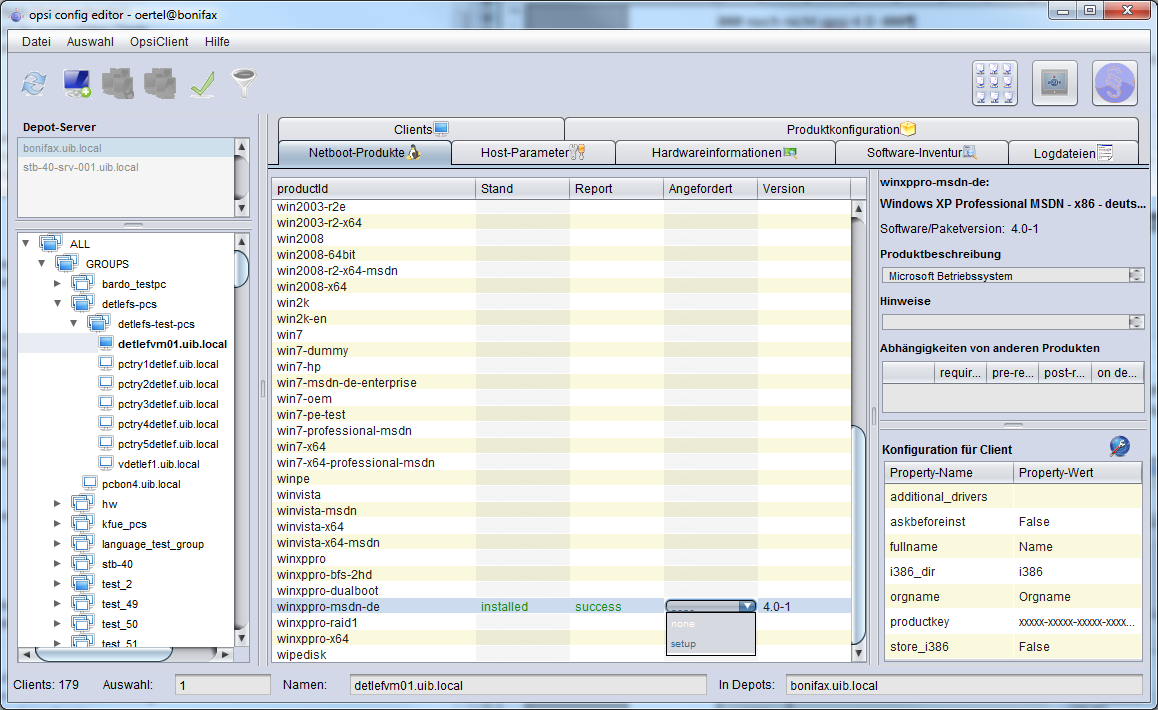 opsi config editor - oertel@bonifax
Datei Auswahl OpsiClient Hilfe
Depot-Server
bonifax.uib.local
stb-40-srv-001.uib.local
ALL
GROUPS
bardo_testpc
detlefs-pcs
detlefs-test-pcs
detlefvm01.uib.local
pctry1detlef.uib.local
pctry2detlef.uib.local
pctry3detlef.uib.local
pctry4detlef.uib.local
pctry5detlef.uib.local
vdetlef1.uib.local
pcbon4.uib.local
hw
kfue_pcs
language_test_group
stb-40
test_2
test_49
test_50
test_51
Clients Produktkonfiguration
Netboot-Produkte Host-Parameter Hardwareinformationen Software-Inventur Logdateien
productId Stand Report Angefordert Version
win2003-r2e
win2003-r2-x64
win2008
win2008-64bit
win2008-r2-x64-msdn
win2008-x64
win2k
win2k-en
win7
win7-dummy
win7-hp
win7-msdn-de-enterprise
win7-oem
win7-pe-test
win7-professional-msdn
win7-x64
win7-x64-professional-msdn
winpe
winvista
winvista-msdn
winvista-x64
winvista-x64-msdn
winxppro
winxppro-bfs-2hd
winxppro-dualboot
winxppro-msdn-de installed success 4.0-1
none
setup
winxppro-raid1
winxppro-x64
wipedisk
winxppro-msdn-de:
Windows XP Professional MSDN - x86 - deuts...
Software/Paketversion: 4.0-1
Produktbeschreibung
Microsoft Betriebssystem
Hinweise
Abhängigkeiten von anderen Produkten
requir... pre-re... post-r... on de...
Konfiguration für Client
Property-Name Property-Wert
additional_drivers
askbeforeinst False
fullname Name
i386_dir i386
orgname Orgname
productkey xxxxx-xxxxx-xxxxx-xxxx...
store_i386 False
Clients: 179 Auswahl: 1 Namen: detlefvm01.uib.local In Depots: bonifax.uib.local